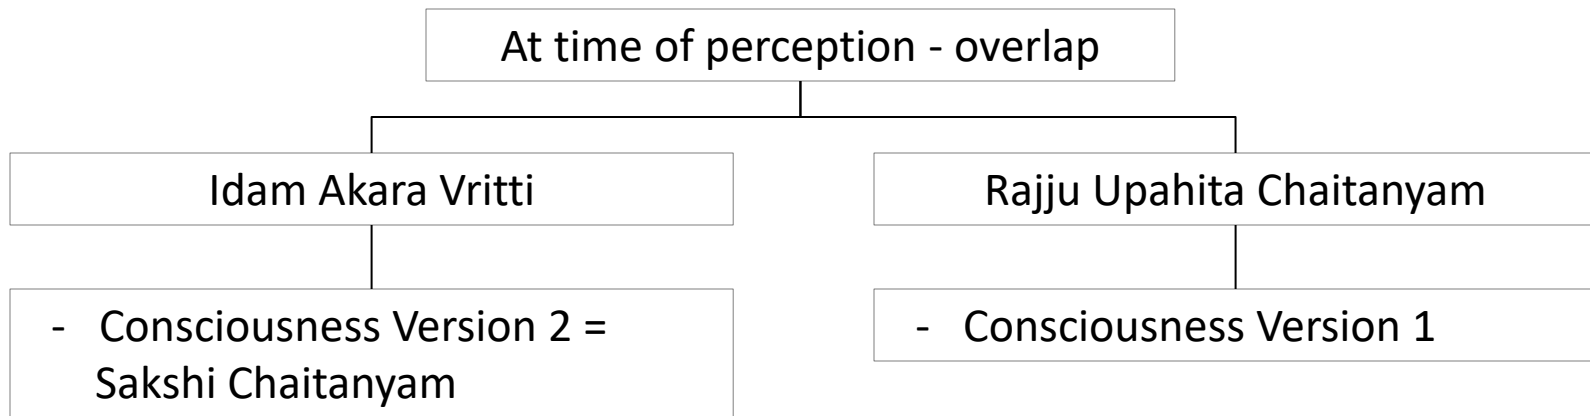 At time of perception - overlap
Idam Akara Vritti
Rajju Upahita Chaitanyam
- Consciousness Version 2 =
Sakshi Chaitanyam
- Consciousness Version 1